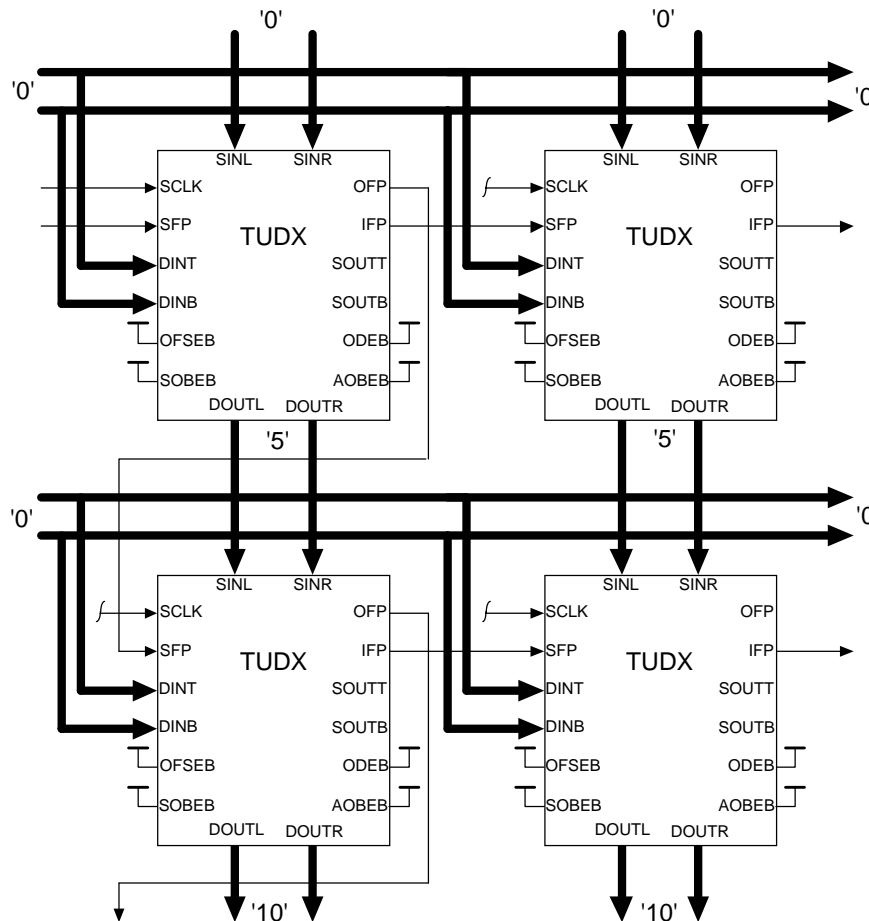 '0' '0'
'0' '0
SINL SINR SINL SINR
SCLK OFP SCLK OFP
SFP IFP SFP IFP
TUDX TUDX
DINT SOUTT DINT SOUTT
DINB SOUTB DINB SOUTB
OFSEB ODEB OFSEB ODEB
SOBEB AOBEB SOBEB AOBEB
DOUTL DOUTR DOUTL DOUTR
'5' '5'
'0' '0
SINL SINR SINL SINR
SCLK OFP SCLK OFP
SFP IFP SFP IFP
TUDX TUDX
DINT SOUTT DINT SOUTT
DINB SOUTB DINB SOUTB
OFSEB ODEB OFSEB ODEB
SOBEB AOBEB SOBEB AOBEB
DOUTL DOUTR DOUTL DOUTR
'10' '10'